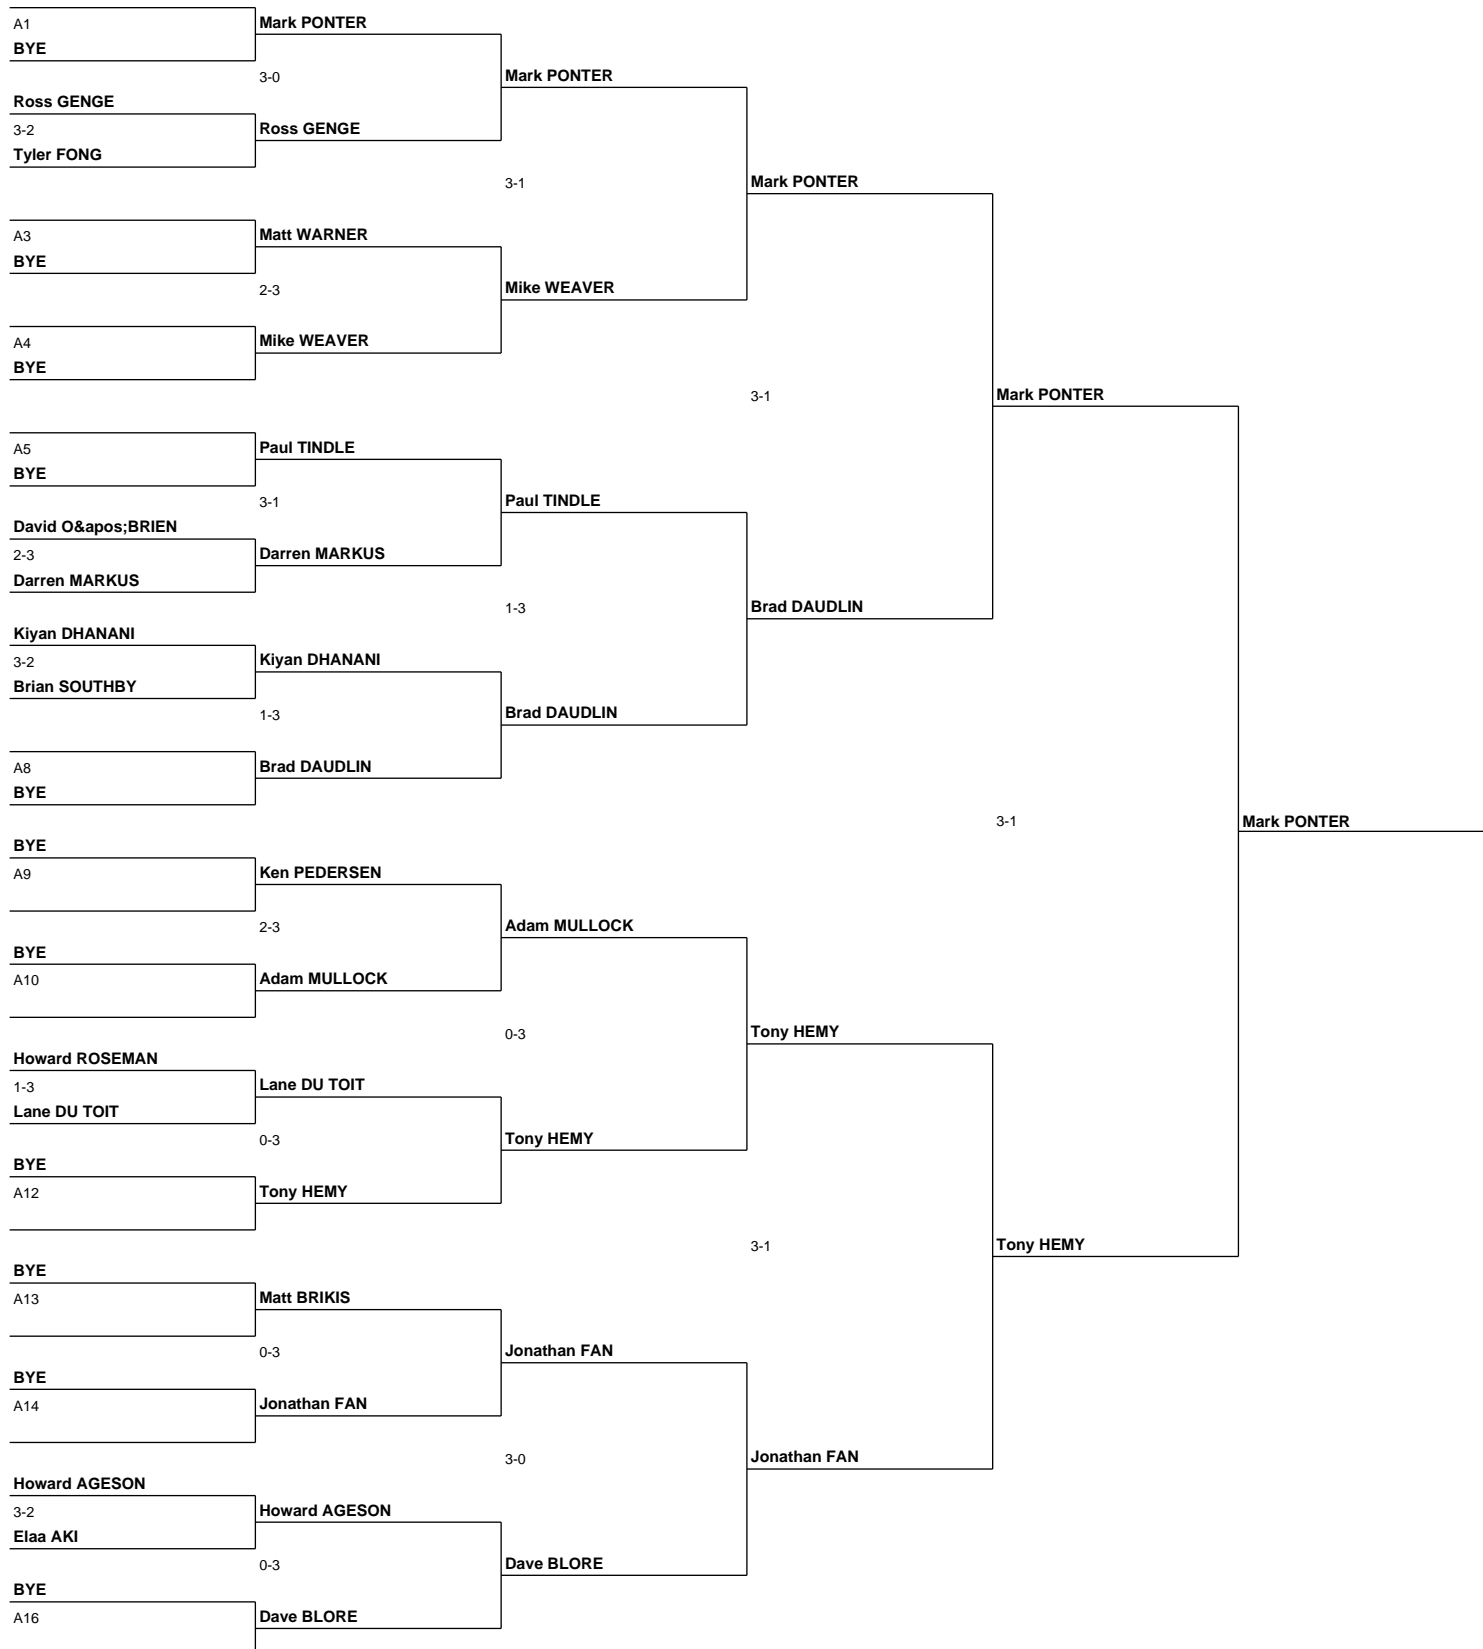 A1
BYE
Mark PONTER
3-0
Ross GENGE
3-2
Tyler FONG
Ross GENGE
Mark PONTER
3-1
A3
BYE
Matt WARNER
2-3
A4
BYE
Mike WEAVER
Mike WEAVER
Mark PONTER
3-1
A5
BYE
Paul TINDLE
3-1
David O&apos;BRIEN
2-3
Darren MARKUS
Darren MARKUS
Paul TINDLE
1-3
Kiyan DHANANI
3-2
Brian SOUTHBY
Kiyan DHANANI
1-3
A8
BYE
Brad DAUDLIN
Brad DAUDLIN
Brad DAUDLIN
Mark PONTER
3-1
Mark PONTER
BYE
A9
Ken PEDERSEN
2-3
BYE
A10
Adam MULLOCK
Adam MULLOCK
0-3
Howard ROSEMAN
1-3
Lane DU TOIT
Lane DU TOIT
0-3
BYE
A12
Tony HEMY
Tony HEMY
Tony HEMY
3-1
BYE
A13
Matt BRIKIS
0-3
BYE
A14
Jonathan FAN
Jonathan FAN
3-0
Howard AGESON
3-2
Elaa AKI
Howard AGESON
0-3
BYE
A16
Dave BLORE
Dave BLORE
Jonathan FAN
Tony HEMY